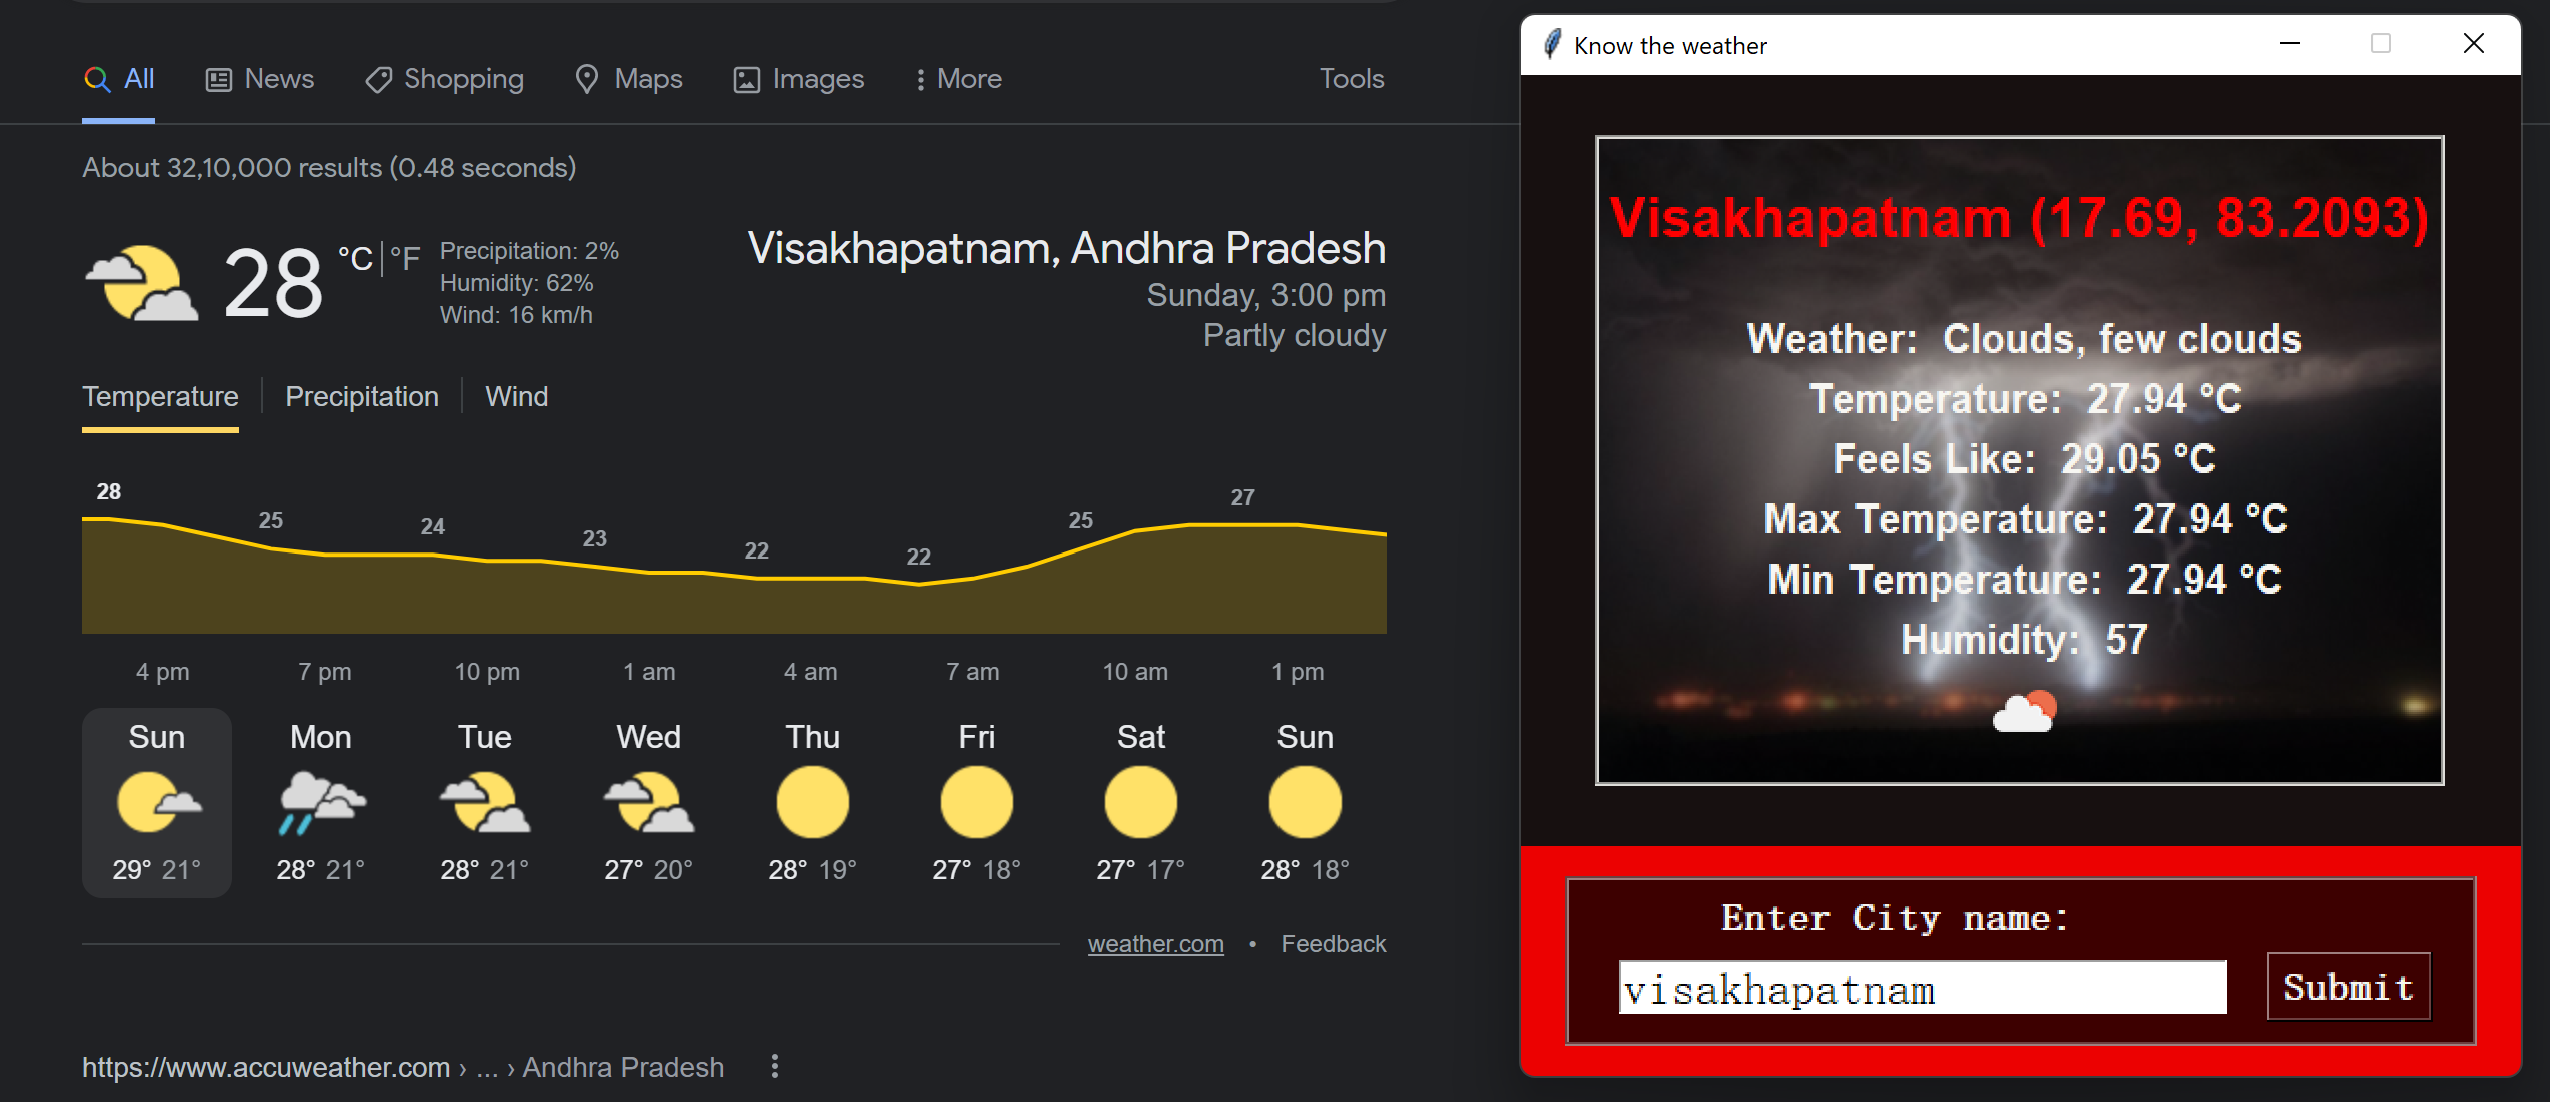 All
News
Shopping
Maps
Images
More
Tools
About 32,10,000 results (0.48 seconds)
28 °C | °F
Precipitation: 2%
Humidity: 62%
Wind: 16 km/h
Visakhapatnam, Andhra Pradesh
Sunday, 3:00 pm
Partly cloudy
Temperature | Precipitation | Wind
28 25 24 23 22 22 25 27
4 pm 7 pm 10 pm 1 am 4 am 7 am 10 am 1 pm
Sun Mon Tue Wed Thu Fri Sat Sun
29° 21° 28° 21° 28° 21° 27° 20° 28° 19° 27° 18° 27° 17° 28° 18°
weather.com • Feedback
https://www.accuweather.com › ... › Andhra Pradesh
Know the weather
Visakhapatnam (17.69, 83.2093)
Weather: Clouds, few clouds
Temperature: 27.94 °C
Feels Like: 29.05 °C
Max Temperature: 27.94 °C
Min Temperature: 27.94 °C
Humidity: 57
Enter City name:
visakhapatnam
Submit